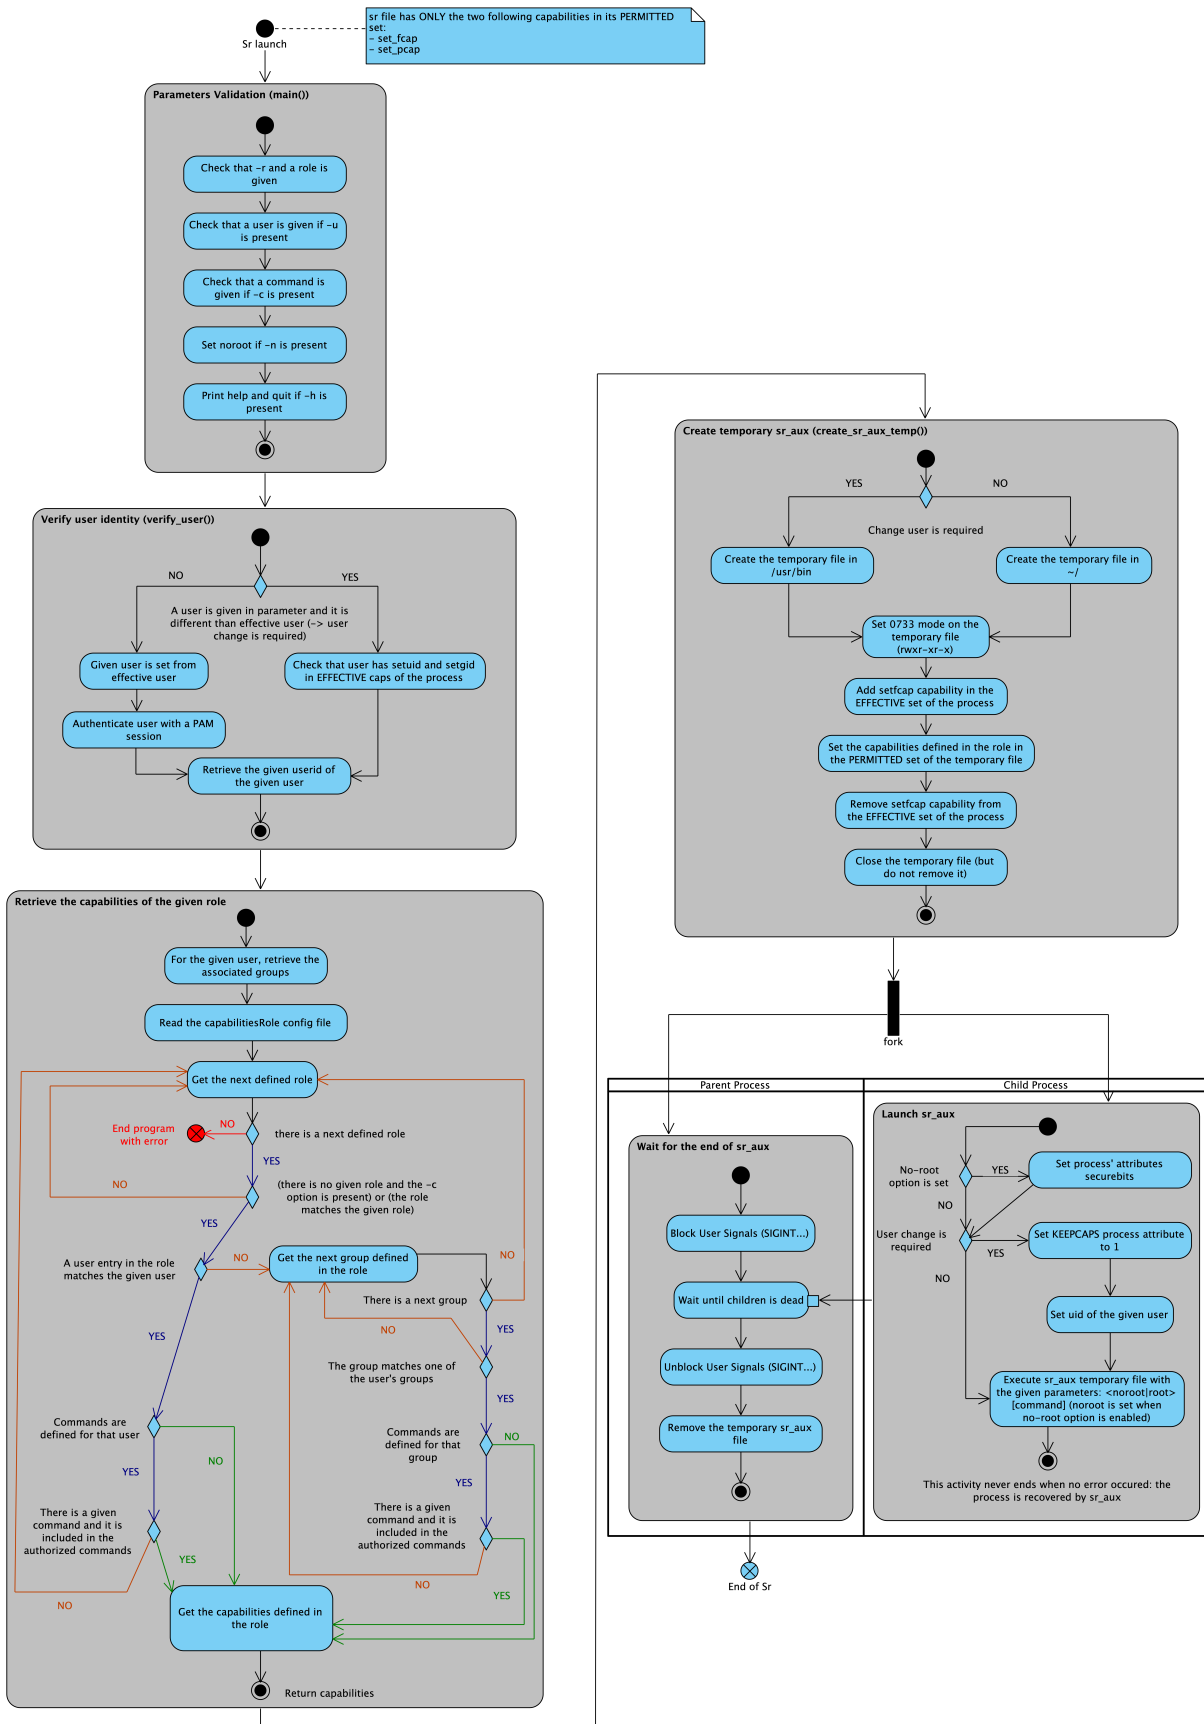 sr file has ONLY the two following capabilities in its PERMITTED
set:
- set_fcap
- set_pcap
Sr launch
Parameters Validation (main())
Check that -r and a role is
given
Check that a user is given if -u
is present
Check that a command is
given if -c is present
Set noroot if -n is present
Print help and quit if -h is
present
Verify user identity (verify_user())
NO
YES
A user is given in parameter and it is
different than effective user (-> user
change is required)
Given user is set from
effective user
Check that user has setuid and setgid
in EFFECTIVE caps of the process
Authenticate user with a PAM
session
Retrieve the given userid of
the given user
Retrieve the capabilities of the given role
For the given user, retrieve the
associated groups
Read the capabilitiesRole config file
Get the next defined role
End program
with error
NO
there is a next defined role
YES
NO
(there is no given role and the -c
option is present) or (the role
matches the given role)
YES
A user entry in the role
matches the given user
NO
Get the next group defined
in the role
NO
There is a next group
NO
YES
YES
The group matches one of
the user's groups
YES
Commands are
defined for that user
NO
Commands are
defined for that
group
NO
YES
YES
There is a given
command and it is
included in the
authorized commands
There is a given
command and it is
included in the
authorized commands
YES
NO
NO
YES
Get the capabilities defined in
the role
Return capabilities
Create temporary sr_aux (create_sr_aux_temp())
YES
NO
Change user is required
Create the temporary file in
/usr/bin
Create the temporary file in
~/
Set 0733 mode on the
temporary file
(rwxr-xr-x)
Add setfcap capability in the
EFFECTIVE set of the process
Set the capabilities defined in the role in
the PERMITTED set of the temporary file
Remove setfcap capability from
the EFFECTIVE set of the process
Close the temporary file (but
do not remove it)
fork
Parent Process
Child Process
Wait for the end of sr_aux
Block User Signals (SIGINT...)
Wait until children is dead
Unblock User Signals (SIGINT...)
Remove the temporary sr_aux
file
End of Sr
Launch sr_aux
No-root
option is set
YES
Set process' attributes
securebits
NO
User change is
required
YES
Set KEEPCAPS process attribute
to 1
NO
Set uid of the given user
Execute sr_aux temporary file with
the given parameters: <noroot|root>
[command] (noroot is set when
no-root option is enabled)
This activity never ends when no error occured: the
process is recovered by sr_aux